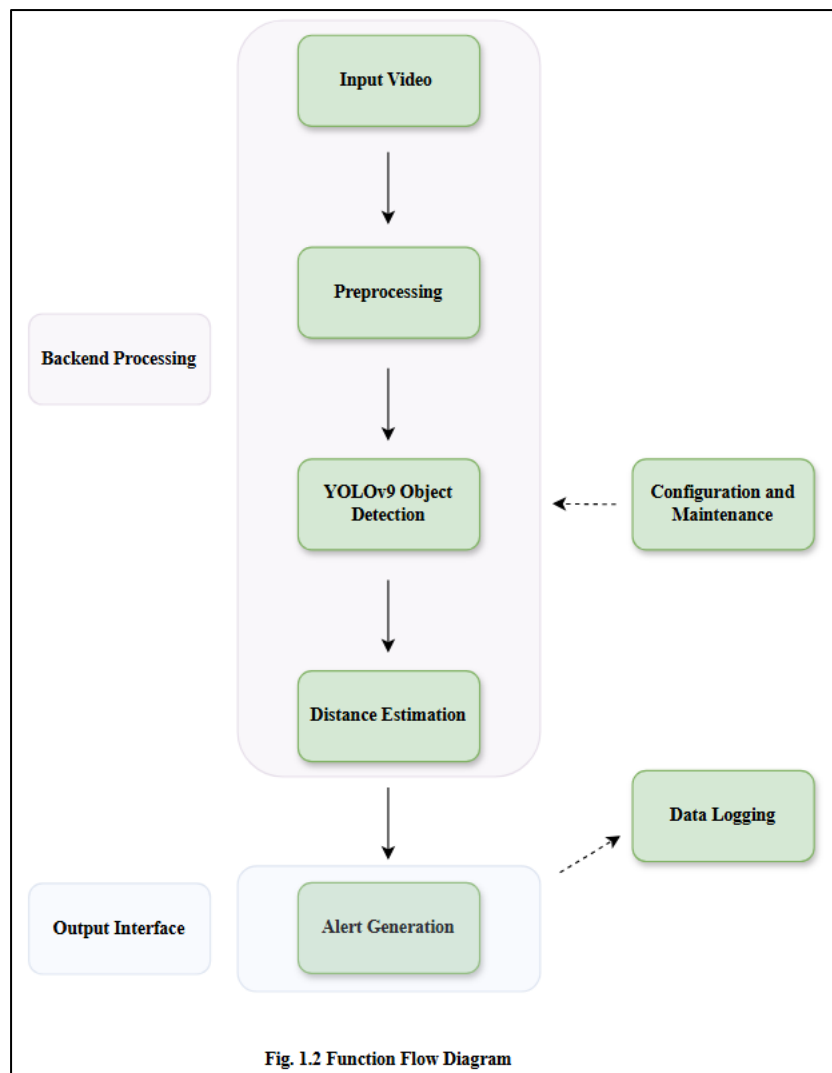 Input Video
Preprocessing
Backend Processing
YOLOv9 Object
Detection
Configuration and
Maintenance
Distance Estimation
Data Logging
Output Interface
Alert Generation
Fig. 1.2 Function Flow Diagram